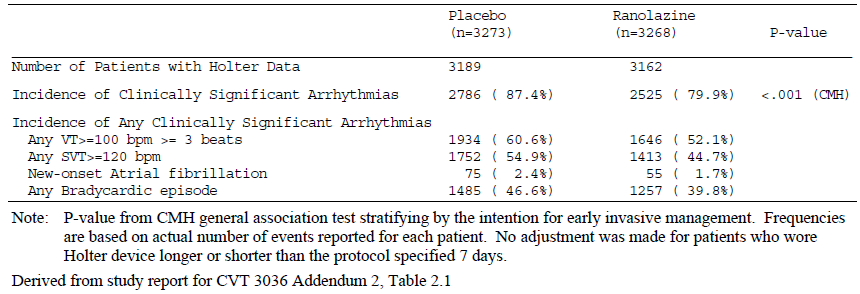 Placebo Ranolazine
(n=3273) (n=3268) P-value
Number of Patients with Holter Data 3189 3162
Incidence of Clinically Significant Arrhythmias 2786 ( 87.4%) 2525 ( 79.9%) <.001 (CMH)
Incidence of Any Clinically Significant Arrhythmias
Any VT>=100 bpm >= 3 beats 1934 ( 60.6%) 1646 ( 52.1%)
Any SVT>=120 bpm 1752 ( 54.9%) 1413 ( 44.7%)
New-onset Atrial fibrillation 75 ( 2.4%) 55 ( 1.7%)
Any Bradycardic episode 1485 ( 46.6%) 1257 ( 39.8%)
Note: P-value from CMH general association test stratifying by the intention for early invasive management. Frequencies
are based on actual number of events reported for each patient. No adjustment was made for patients who wore
Holter device longer or shorter than the protocol specified 7 days.
Derived from study report for CVT 3036 Addendum 2, Table 2.1